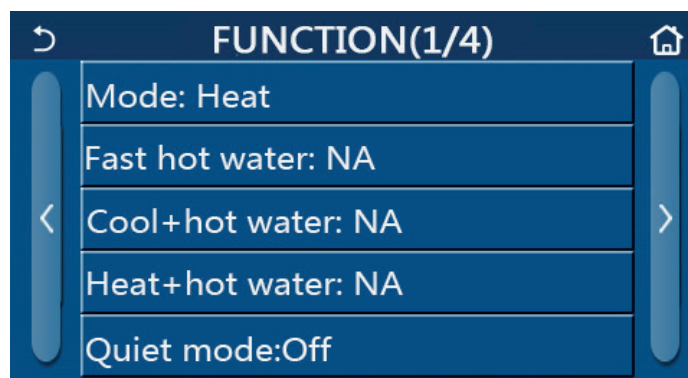 FUNCTION(1/4)
Mode: Heat
Fast hot water: NA
Cool+hot water: NA
Heat+hot water: NA
Quiet mode:Off